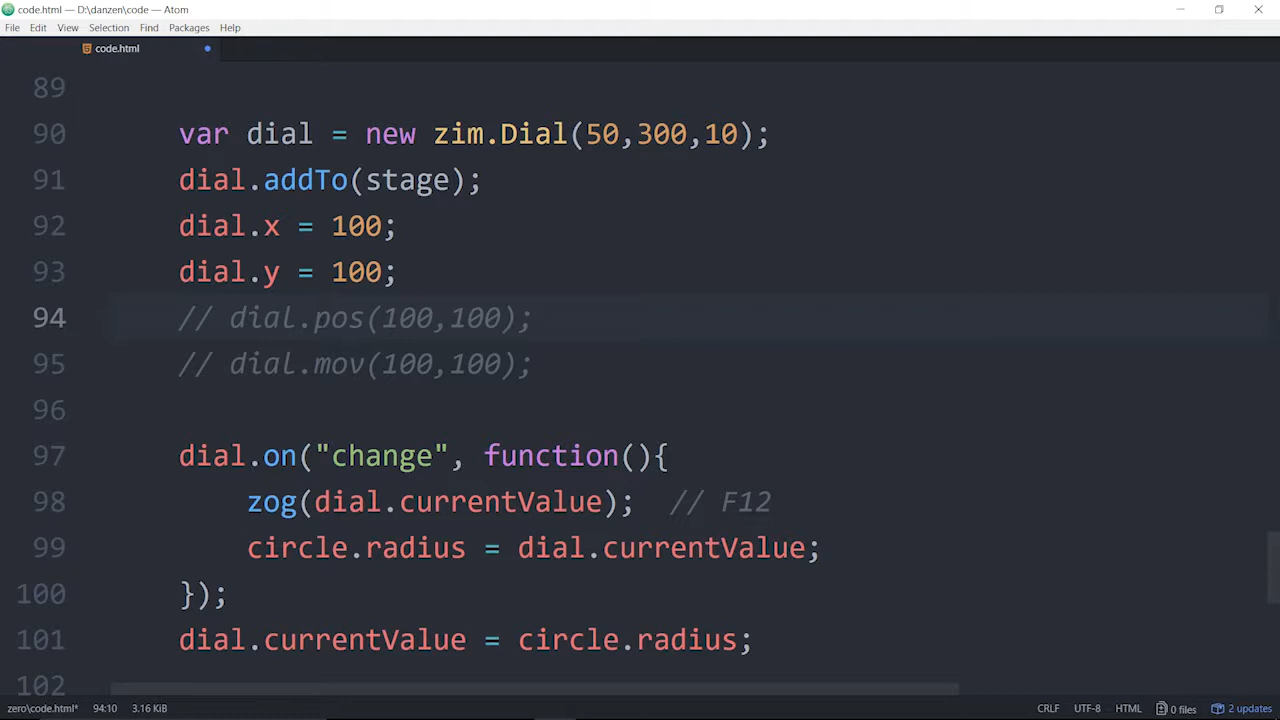 code.html — D:\danzen\code — Atom
File Edit View Selection Find Packages Help
code.html
89
90 var dial = new zim.Dial(50,300,10);
91 dial.addTo(stage);
92 dial.x = 100;
93 dial.y = 100;
94 // dial.pos(100,100);
95 // dial.mov(100,100);
96
97 dial.on("change", function(){
98 zog(dial.currentValue); // F12
99 circle.radius = dial.currentValue;
100 });
101 dial.currentValue = circle.radius;
102
zero\code.html* 94:10 3.16 KiB CRLF UTF-8 HTML 0 files 2 updates